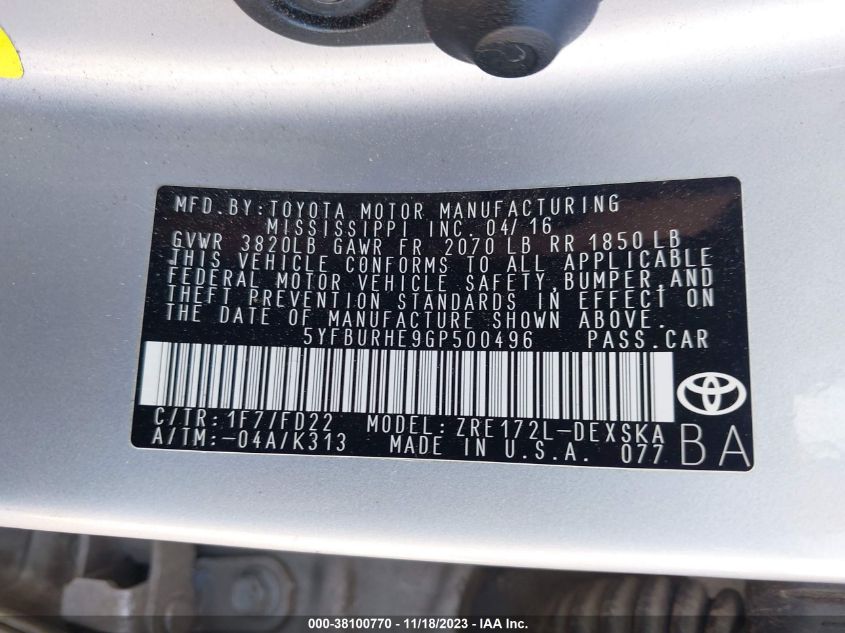 MFD.BY:TOYOTA MOTOR MANUFACTURING
MISSISSIPPI INC. 04/16
GVWR 3820LB GAWR FR 2070 LB RR 1850 LB
THIS VEHICLE CONFORMS TO ALL APPLICABLE
FEDERAL MOTOR VEHICLE SAFETY, BUMPER, AND
THEFT PREVENTION STANDARDS IN EFFECT ON
THE DATE OF MANUFACTURE SHOWN ABOVE.
5YFBURHE9GP500496 PASS.CAR
C/TR: 1F7/FD22 MODEL: ZRE172L-DEXSKA
A/TM:-04A/K313 MADE IN U.S.A. 077 BA
000-38100770 - 11/18/2023 - IAA Inc.